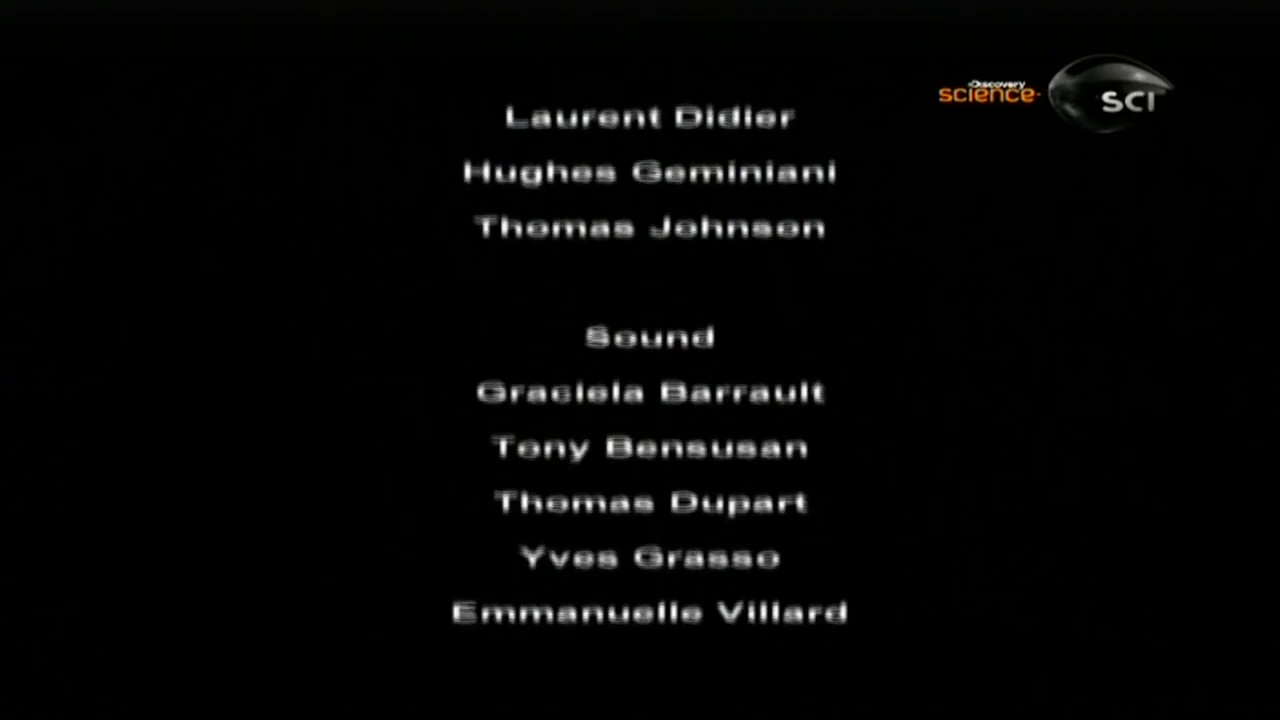 Discovery
science
SCI
Laurent Didier
Hughes Geminiani
Thomas Johnson
Sound
Graciela Barrault
Tony Bensusan
Thomas Dupart
Yves Grasso
Emmanuelle Villard